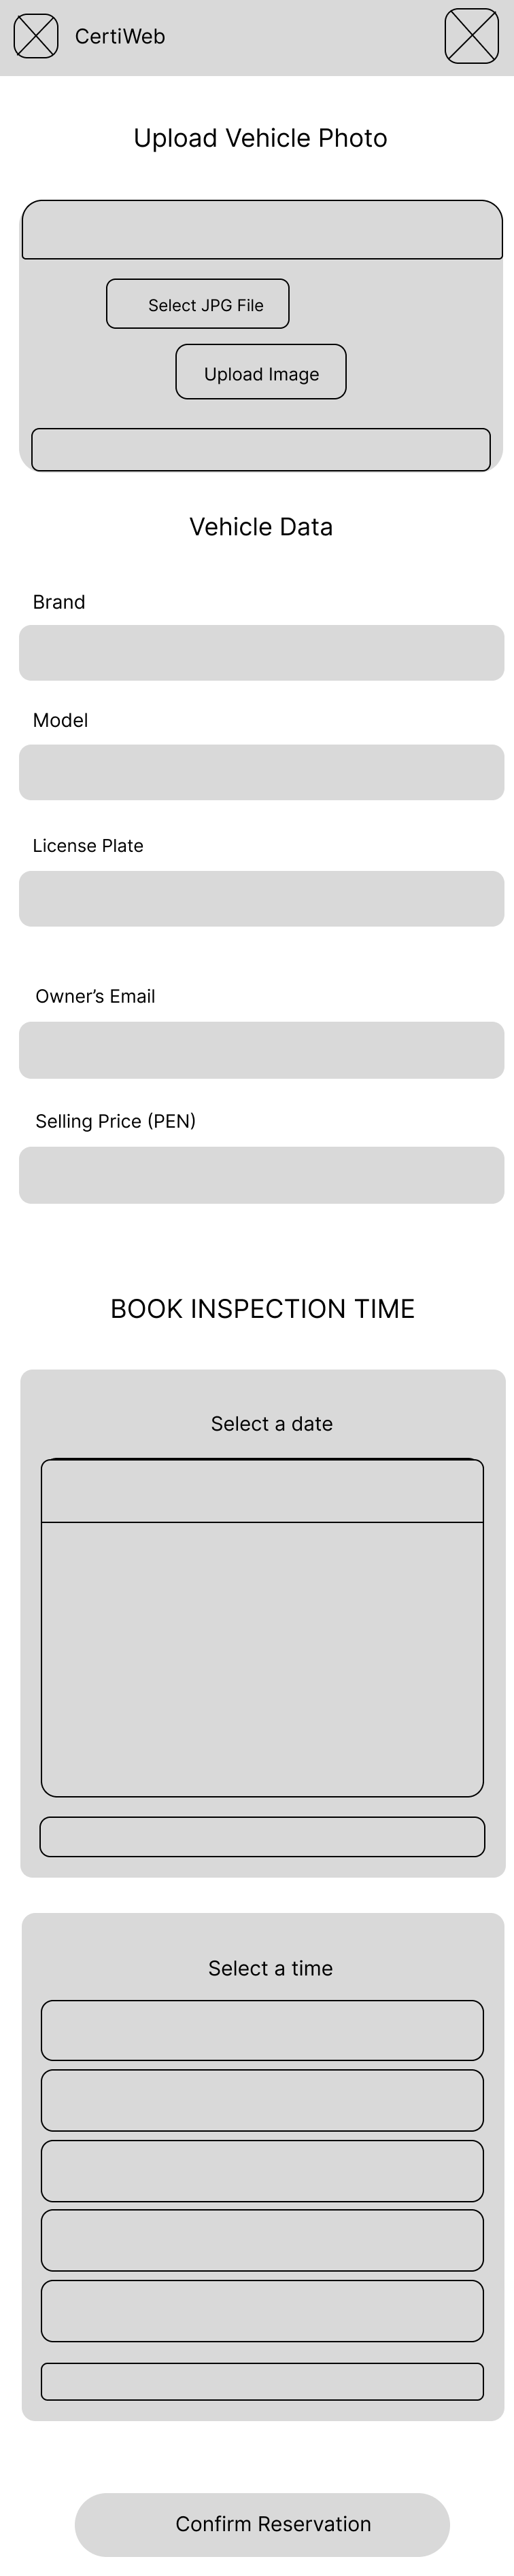 CertiWeb
Upload Vehicle Photo
Select JPG File
Upload Image
Vehicle Data
Brand
Model
License Plate
Owner’s Email
Selling Price (PEN)
BOOK INSPECTION TIME
Select a date
Select a time
Confirm Reservation